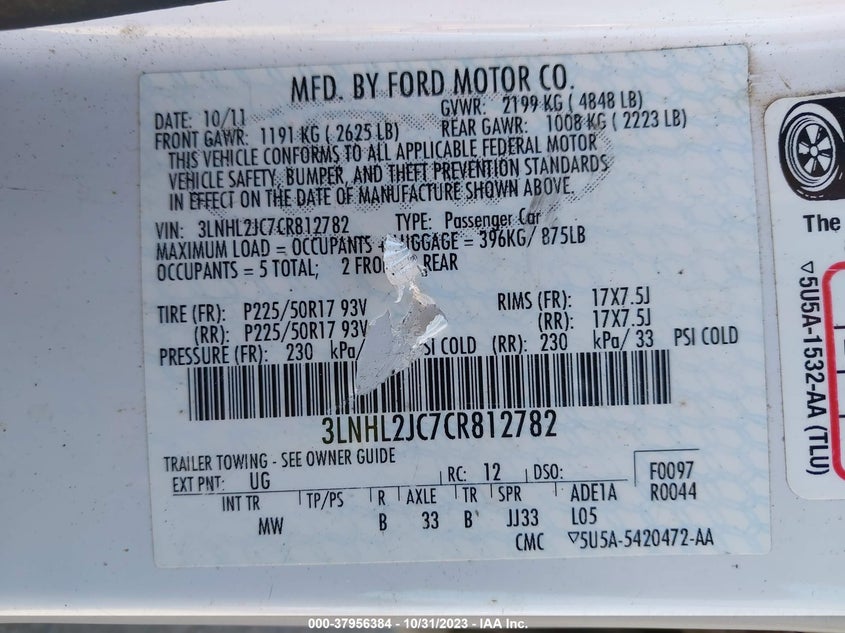 MFD. BY FORD MOTOR CO.
DATE: 10/11 GVWR: 2199 KG ( 4848 LB)
FRONT GAWR: 1191 KG ( 2625 LB) REAR GAWR: 1008 KG ( 2223 LB)
THIS VEHICLE CONFORMS TO ALL APPLICABLE FEDERAL MOTOR
VEHICLE SAFETY, BUMPER, AND THEFT PREVENTION STANDARDS
IN EFFECT ON THE DATE OF MANUFACTURE SHOWN ABOVE.
VIN: 3LNHL2JC7CR812782 TYPE: Passenger Car
MAXIMUM LOAD = OCCUPANTS + LUGGAGE = 396KG/ 875LB
OCCUPANTS = 5 TOTAL; 2 REAR
TIRE (FR): P225/50R17 93V RIMS (FR): 17X7.5J
(RR): P225/50R17 93V (RR): 17X7.5J
PRESSURE (FR): 230 kPa/ PSI COLD (RR): 230 kPa/ 33 PSI COLD
3LNHL2JC7CR812782
TRAILER TOWING - SEE OWNER GUIDE
EXT PNT: UG RC: 12 DSO: F0097
INT TR TP/PS R AXLE TR SPR ADE1A R0044
MW B 33 B JJ33 L05
CMC ▽5U5A-5420472-AA
The
▽5U5A-1532-AA (TLU)
000-37956384 - 10/31/2023 - IAA Inc.